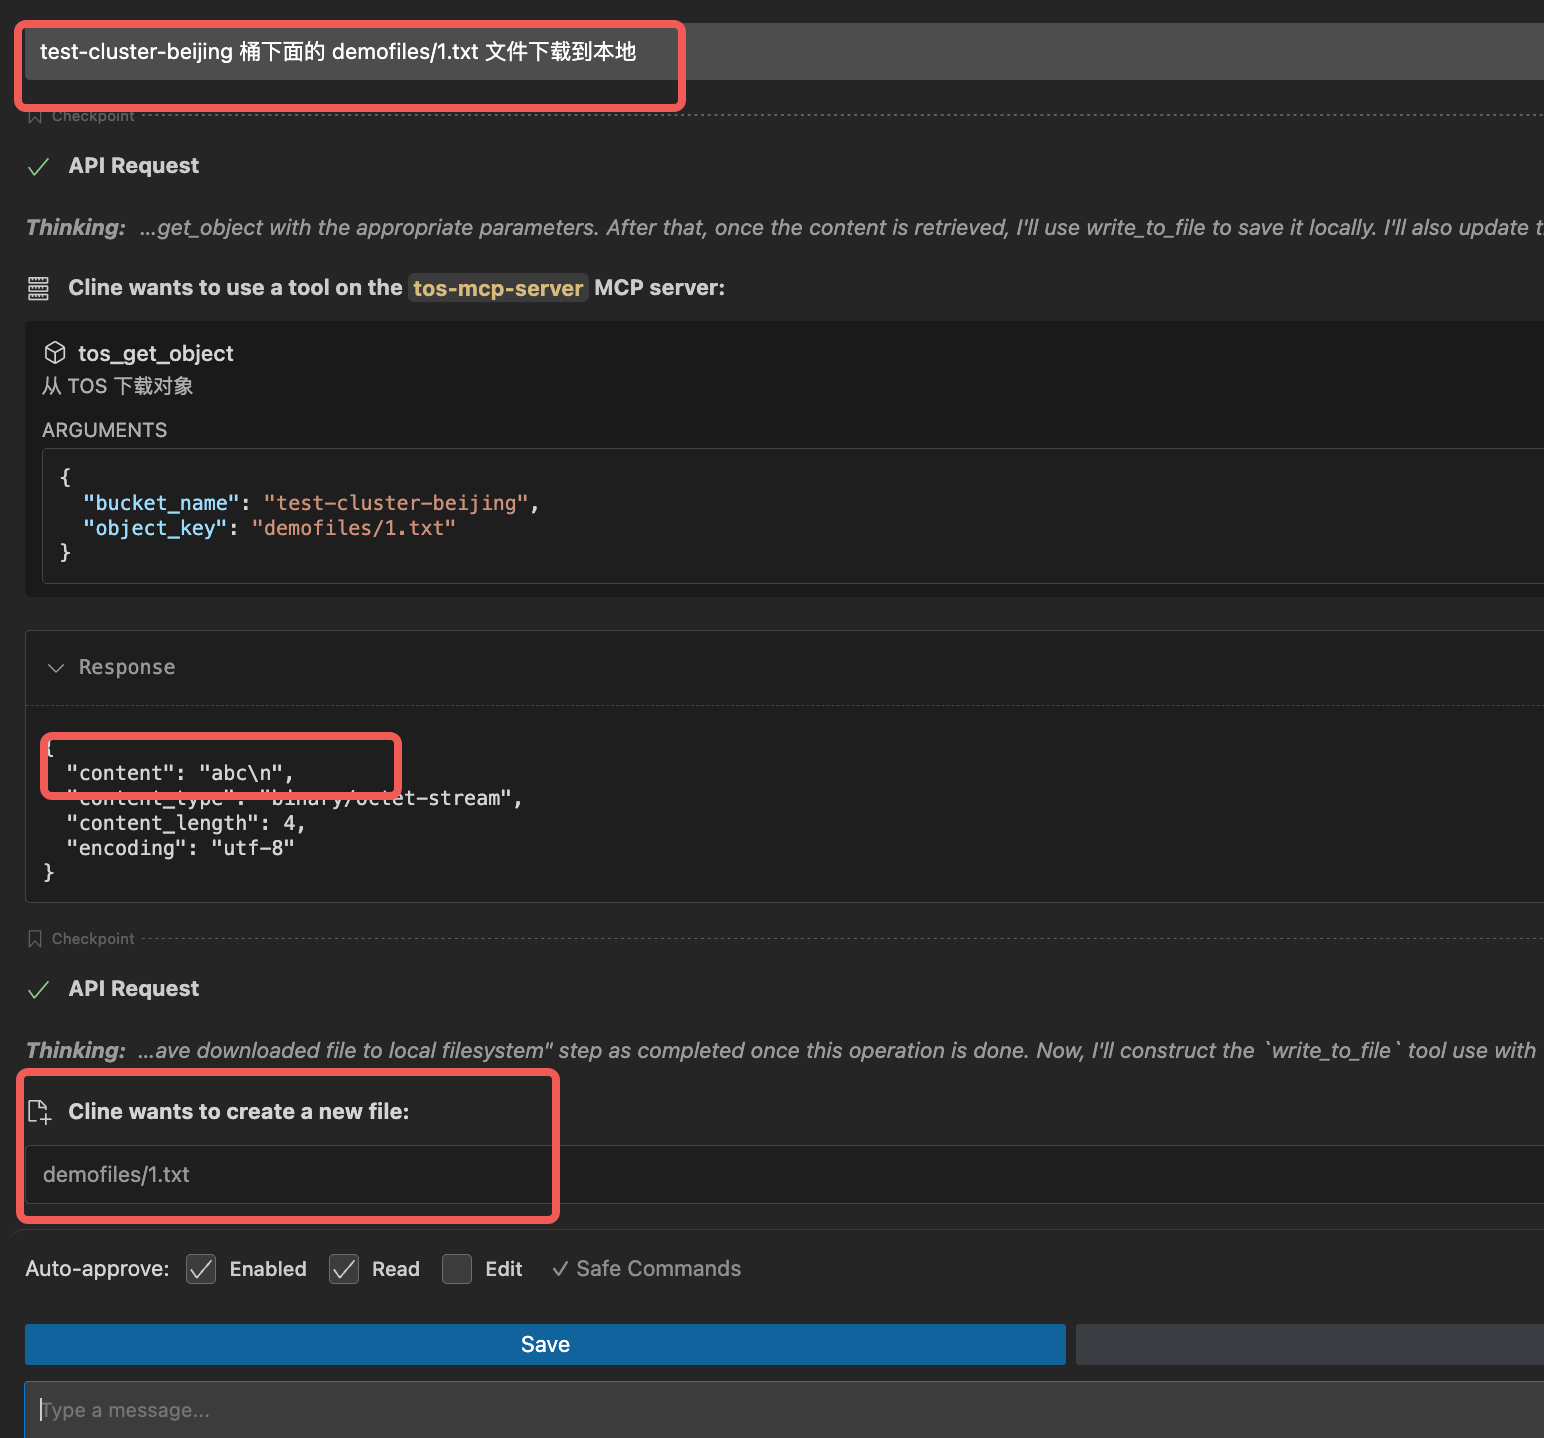 test-cluster-beijing 桶下面的 demofiles/1.txt 文件下载到本地
Checkpoint
API Request
Thinking: ...get_object with the appropriate parameters. After that, once the content is retrieved, I'll use write_to_file to save it locally. I'll also update
Cline wants to use a tool on the tos-mcp-server MCP server:
tos_get_object
从 TOS 下载对象
ARGUMENTS
{
"bucket_name": "test-cluster-beijing",
"object_key": "demofiles/1.txt"
}
Response
{
"content": "abc\n",
"content_type": "binary/octet-stream",
"content_length": 4,
"encoding": "utf-8"
}
Checkpoint
API Request
Thinking: ...ave downloaded file to local filesystem" step as completed once this operation is done. Now, I'll construct the `write_to_file` tool use with
Cline wants to create a new file:
demofiles/1.txt
Auto-approve: Enabled Read Edit Safe Commands
Save
Type a message...